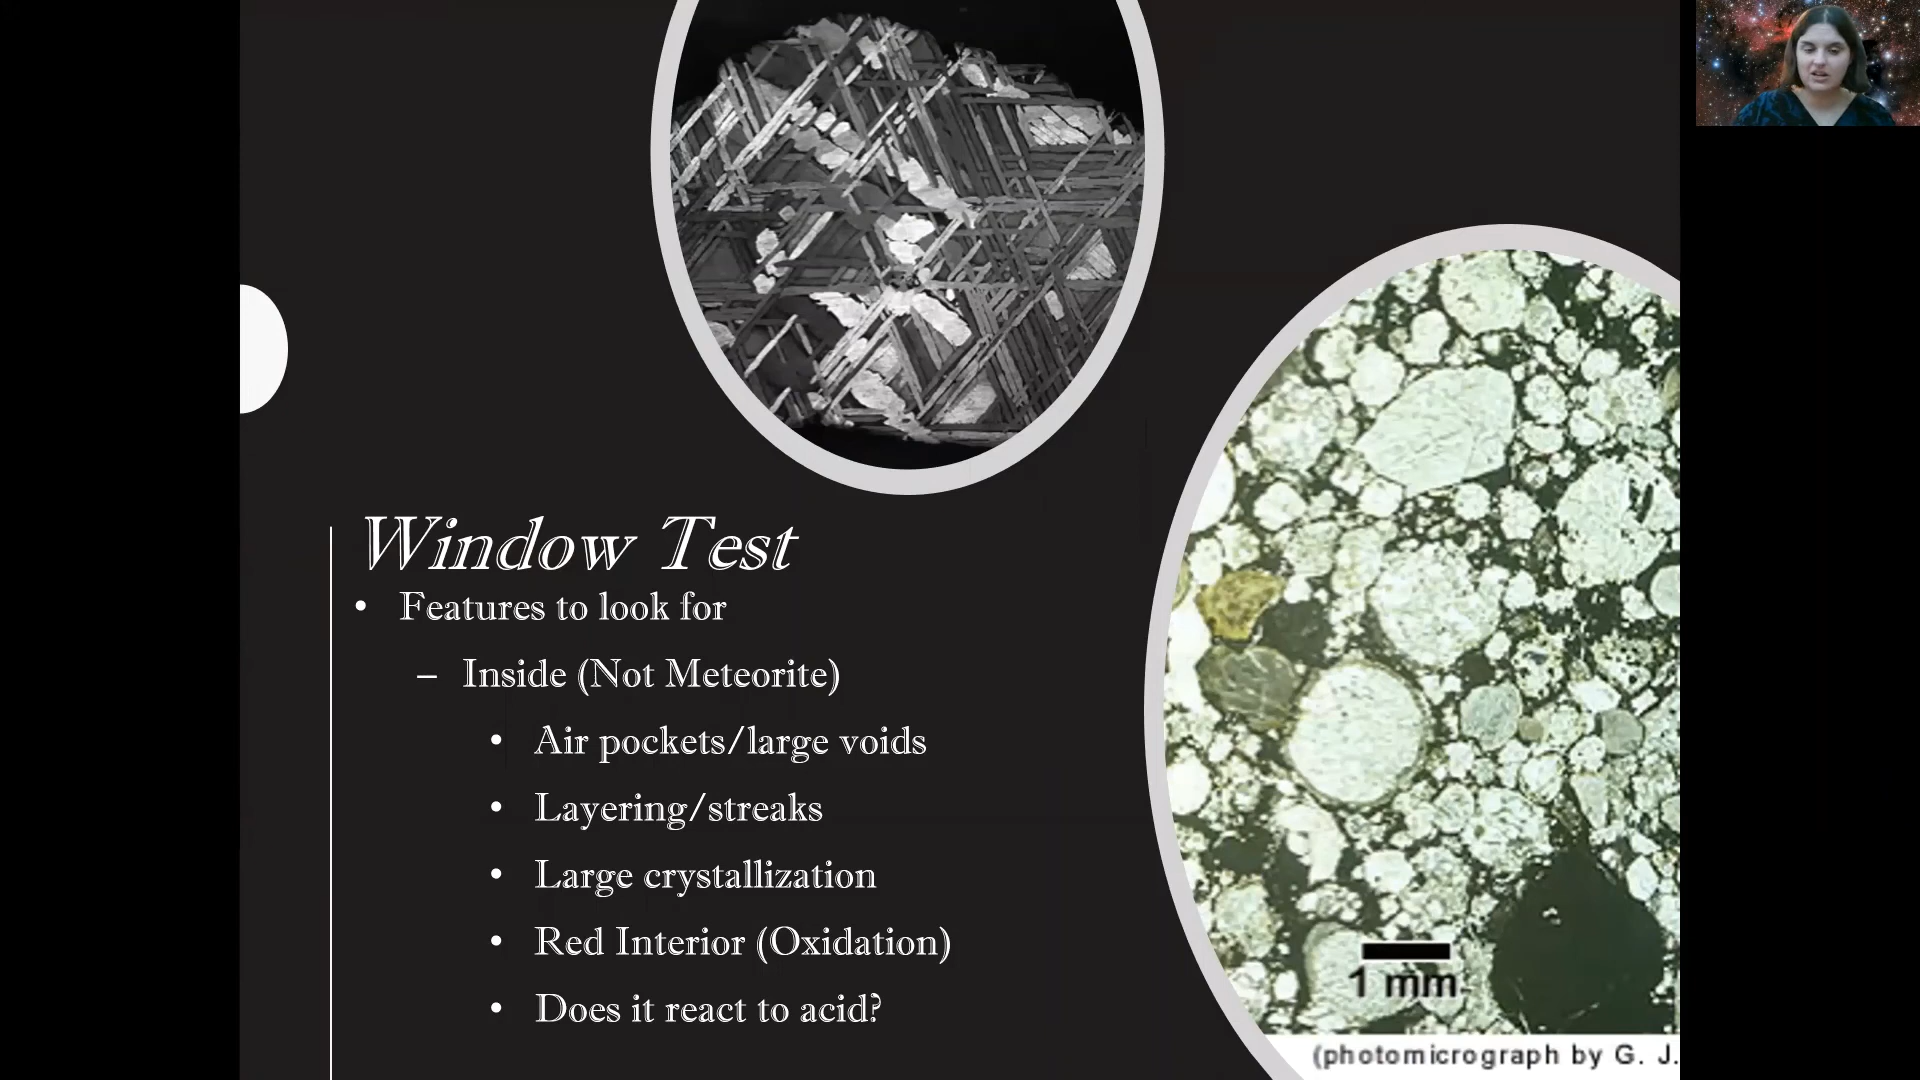 Window Test
• Features to look for
– Inside (Not Meteorite)
• Air pockets/large voids
• Layering/streaks
• Large crystallization
• Red Interior (Oxidation)
• Does it react to acid?
1 mm
(photomicrograph by G. J.